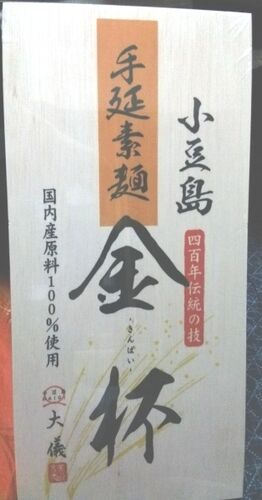 小豆島
四百年伝統の技
手延素麺
金杯
・きんぱい・
国内産原料100%使用
大儀